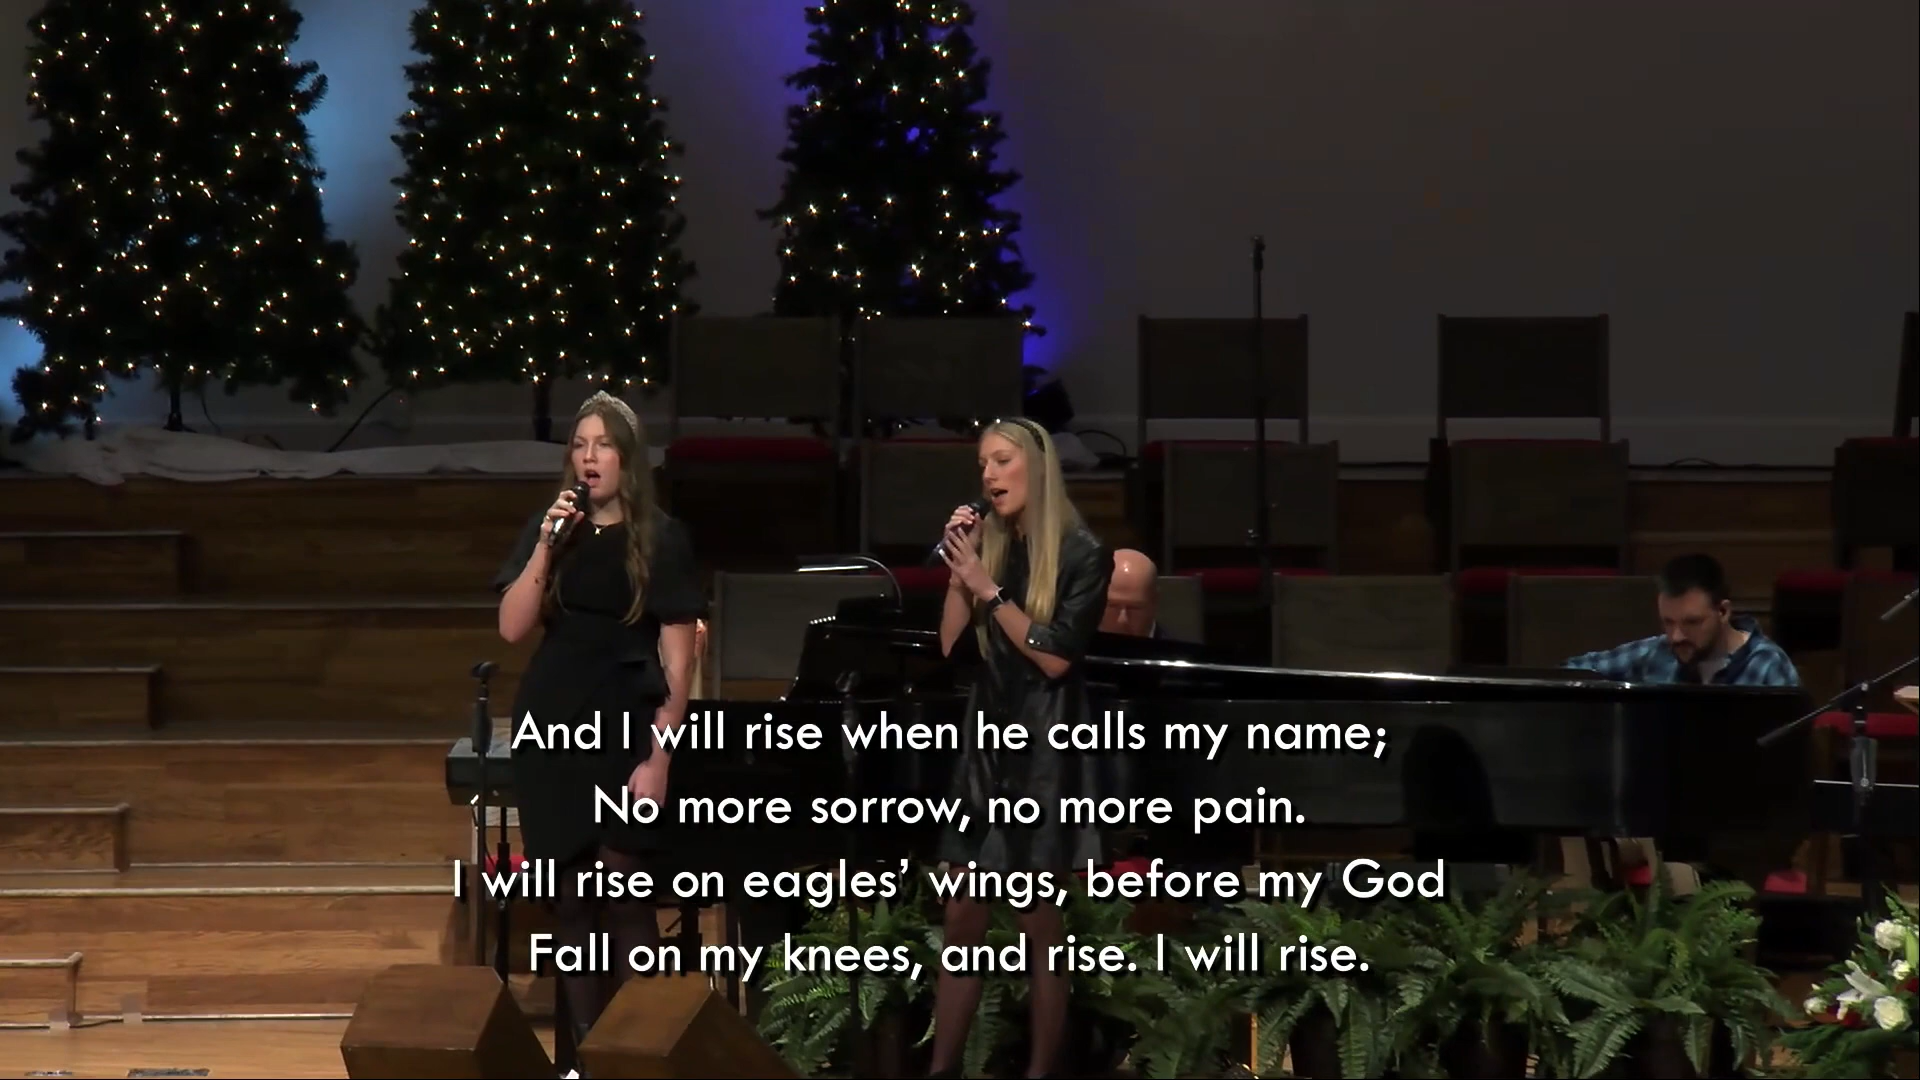 And I will rise when he calls my name;
No more sorrow, no more pain.
I will rise on eagles’ wings, before my God
Fall on my knees, and rise. I will rise.